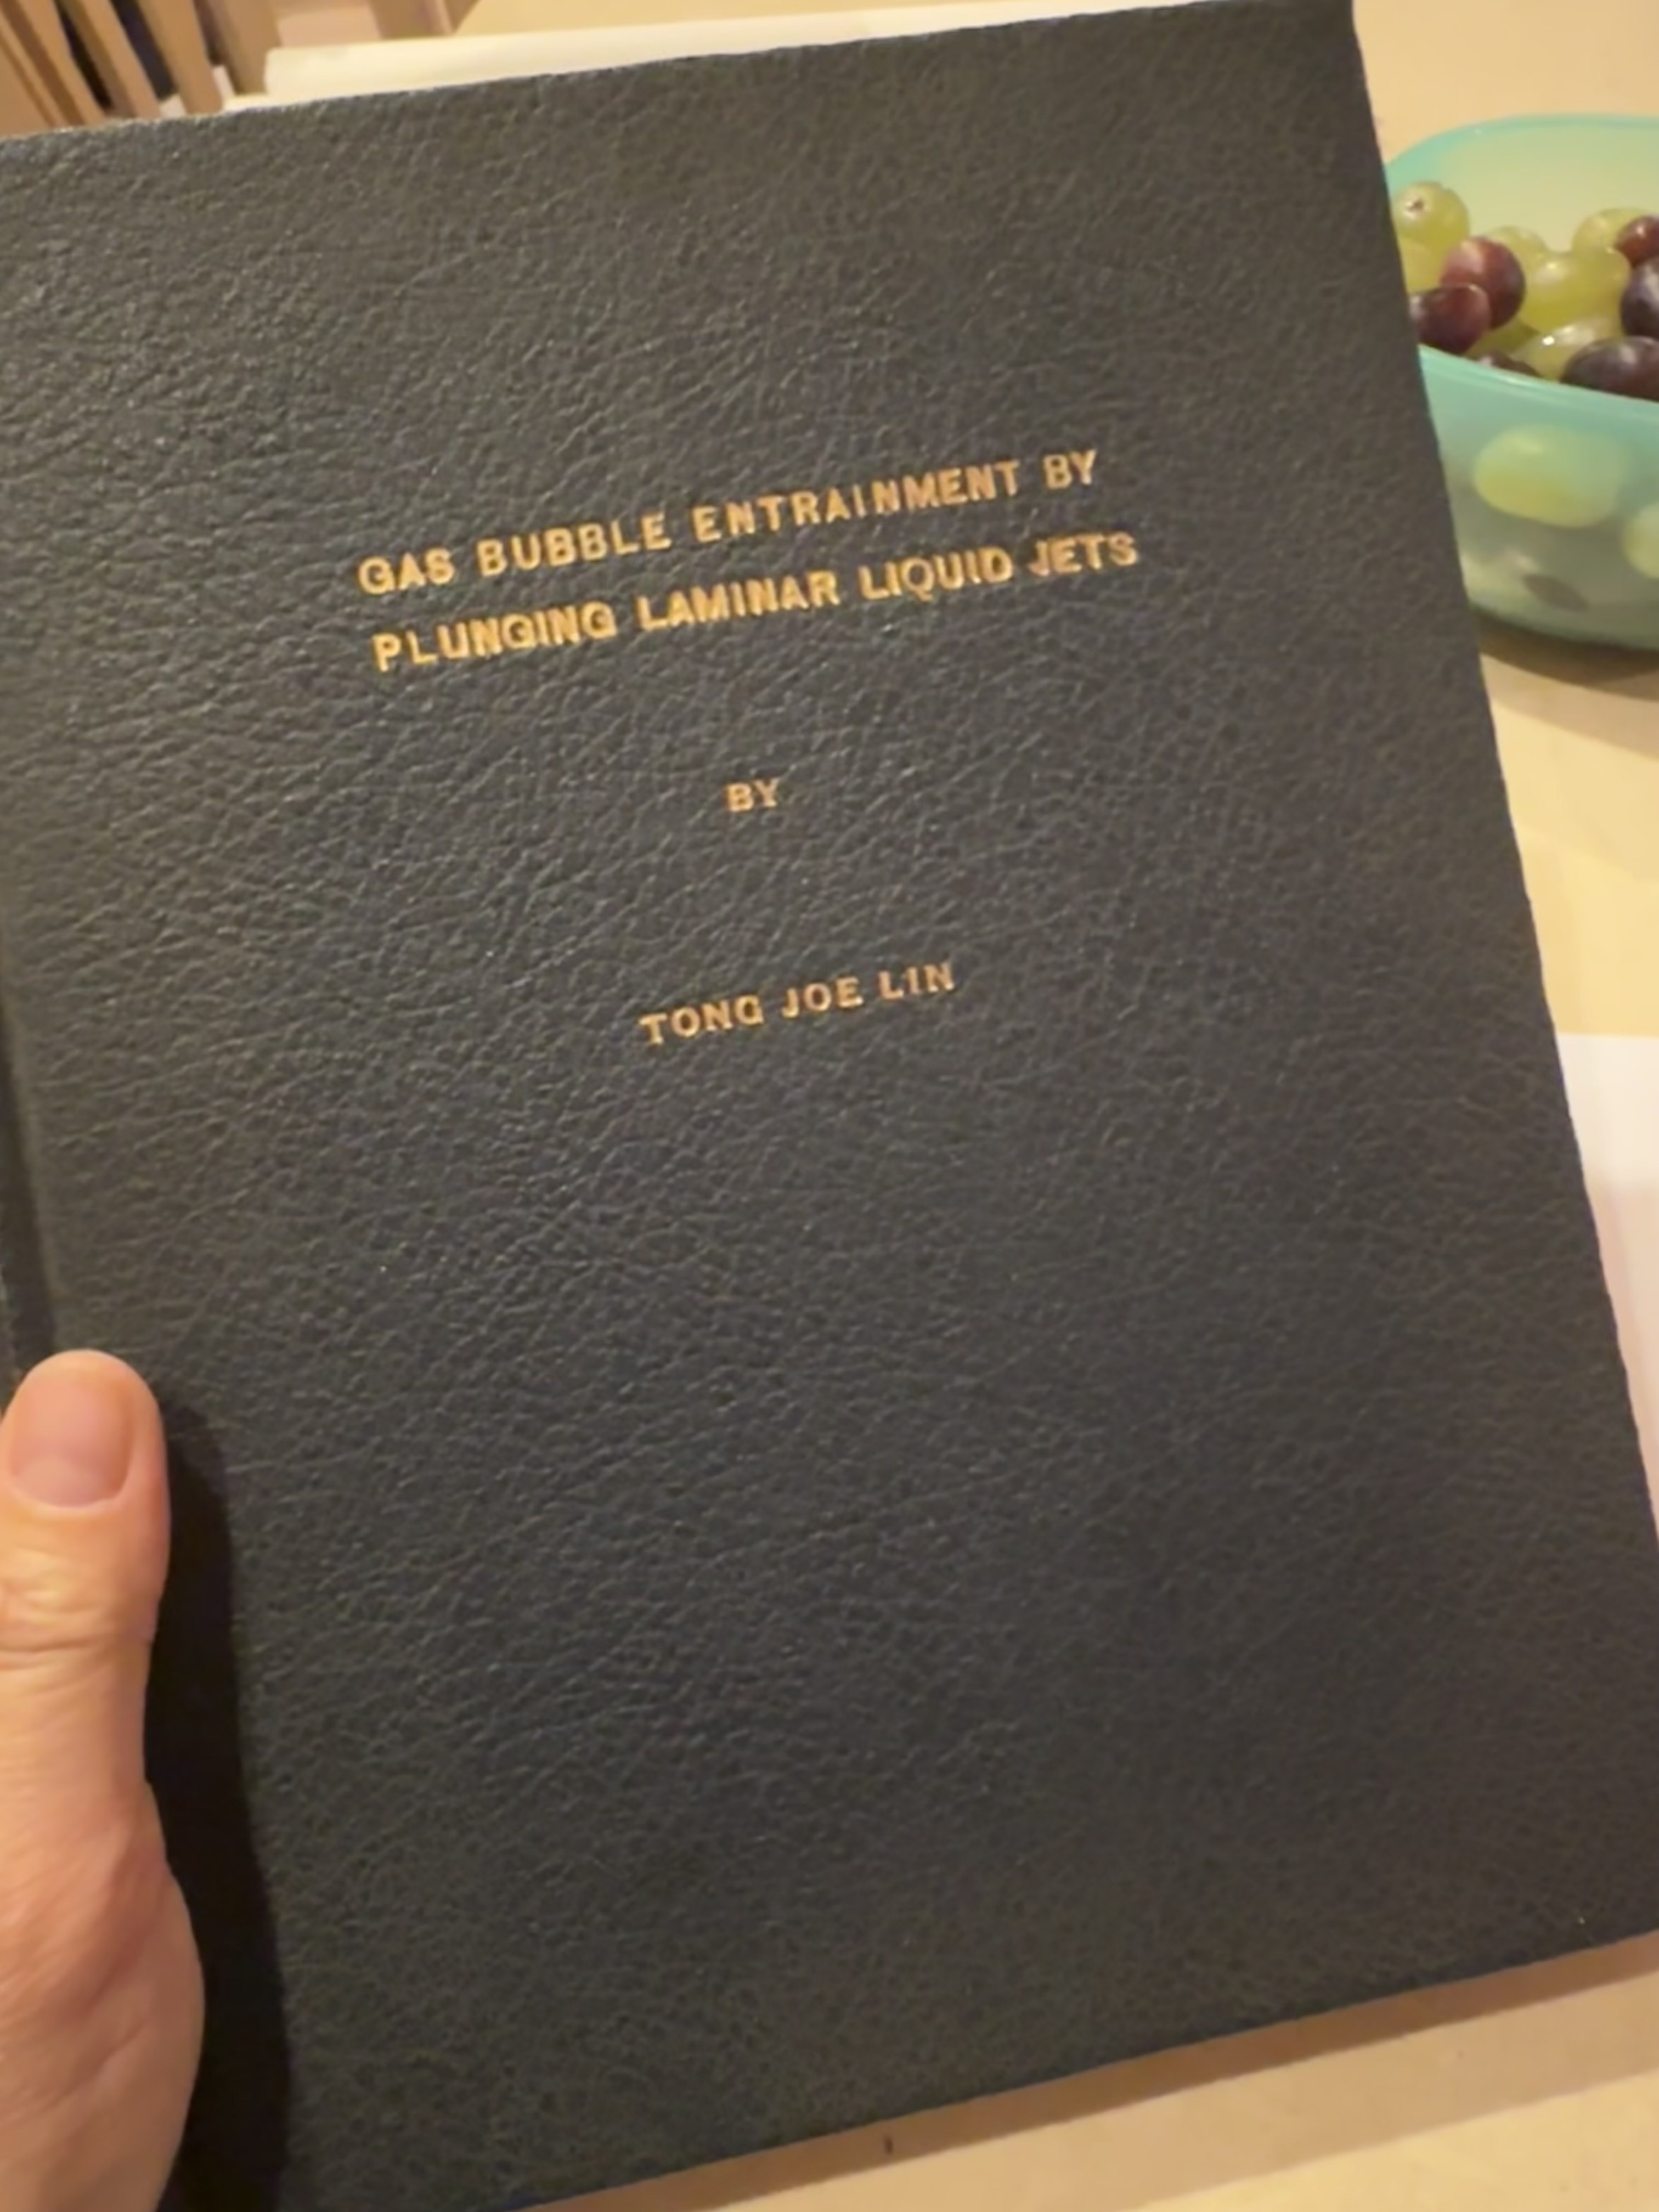 GAS BUBBLE ENTRAINMENT BY
PLUNGING LAMINAR LIQUID JETS
BY
TONG JOE LIN